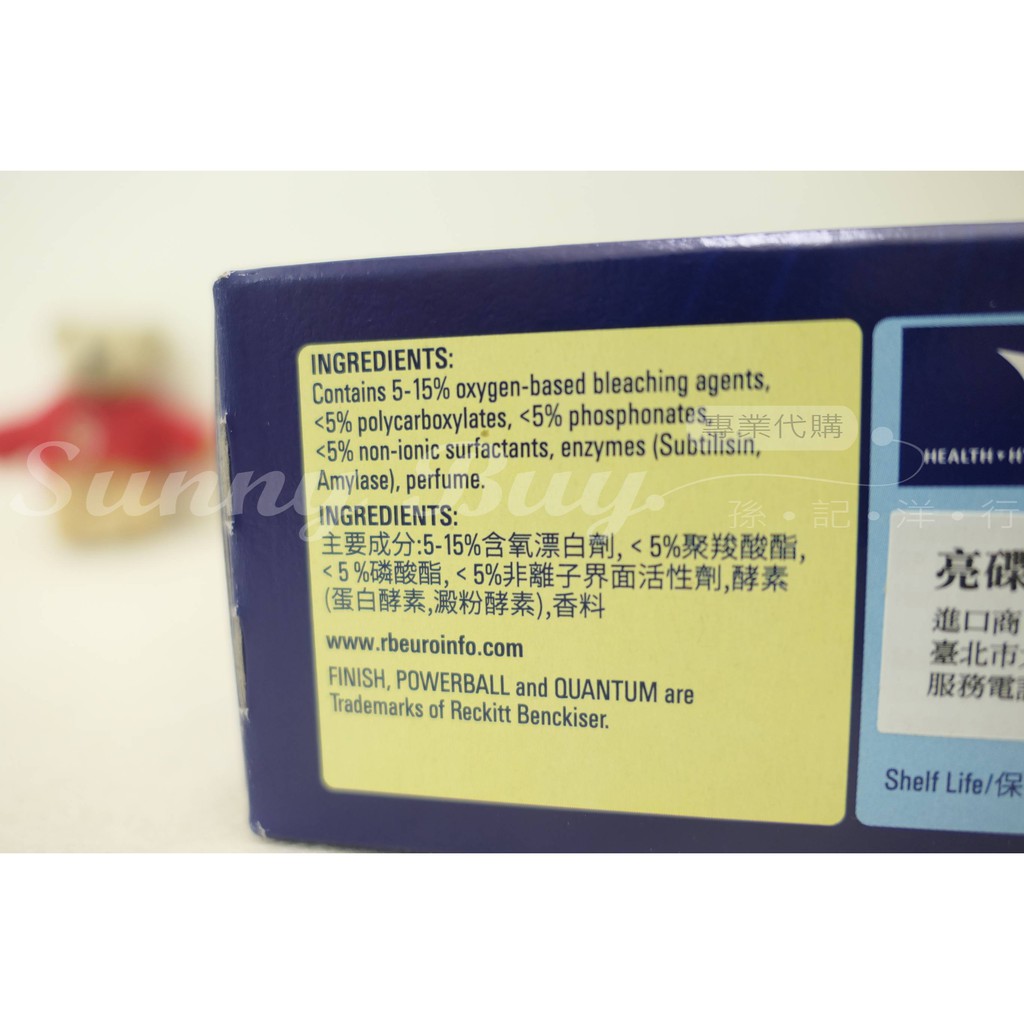 INGREDIENTS:
Contains 5-15% oxygen-based bleaching agents,
<5% polycarboxylates, <5% phosphonates,
<5% non-ionic surfactants, enzymes (Subtilisin,
Amylase), perfume.
INGREDIENTS:
主要成分:5-15%含氧漂白劑, < 5%聚羧酸酯,
< 5 %磷酸酯, < 5%非離子界面活性劑,酵素
(蛋白酵素,澱粉酵素),香料
www.rbeuroinfo.com
FINISH, POWERBALL and QUANTUM are
Trademarks of Reckitt Benckiser.
Sunny Buy.
專業代購
孫・記・洋・行
HEALTH • HY
亮碟
進口商
臺北市
服務電話
Shelf Life/保